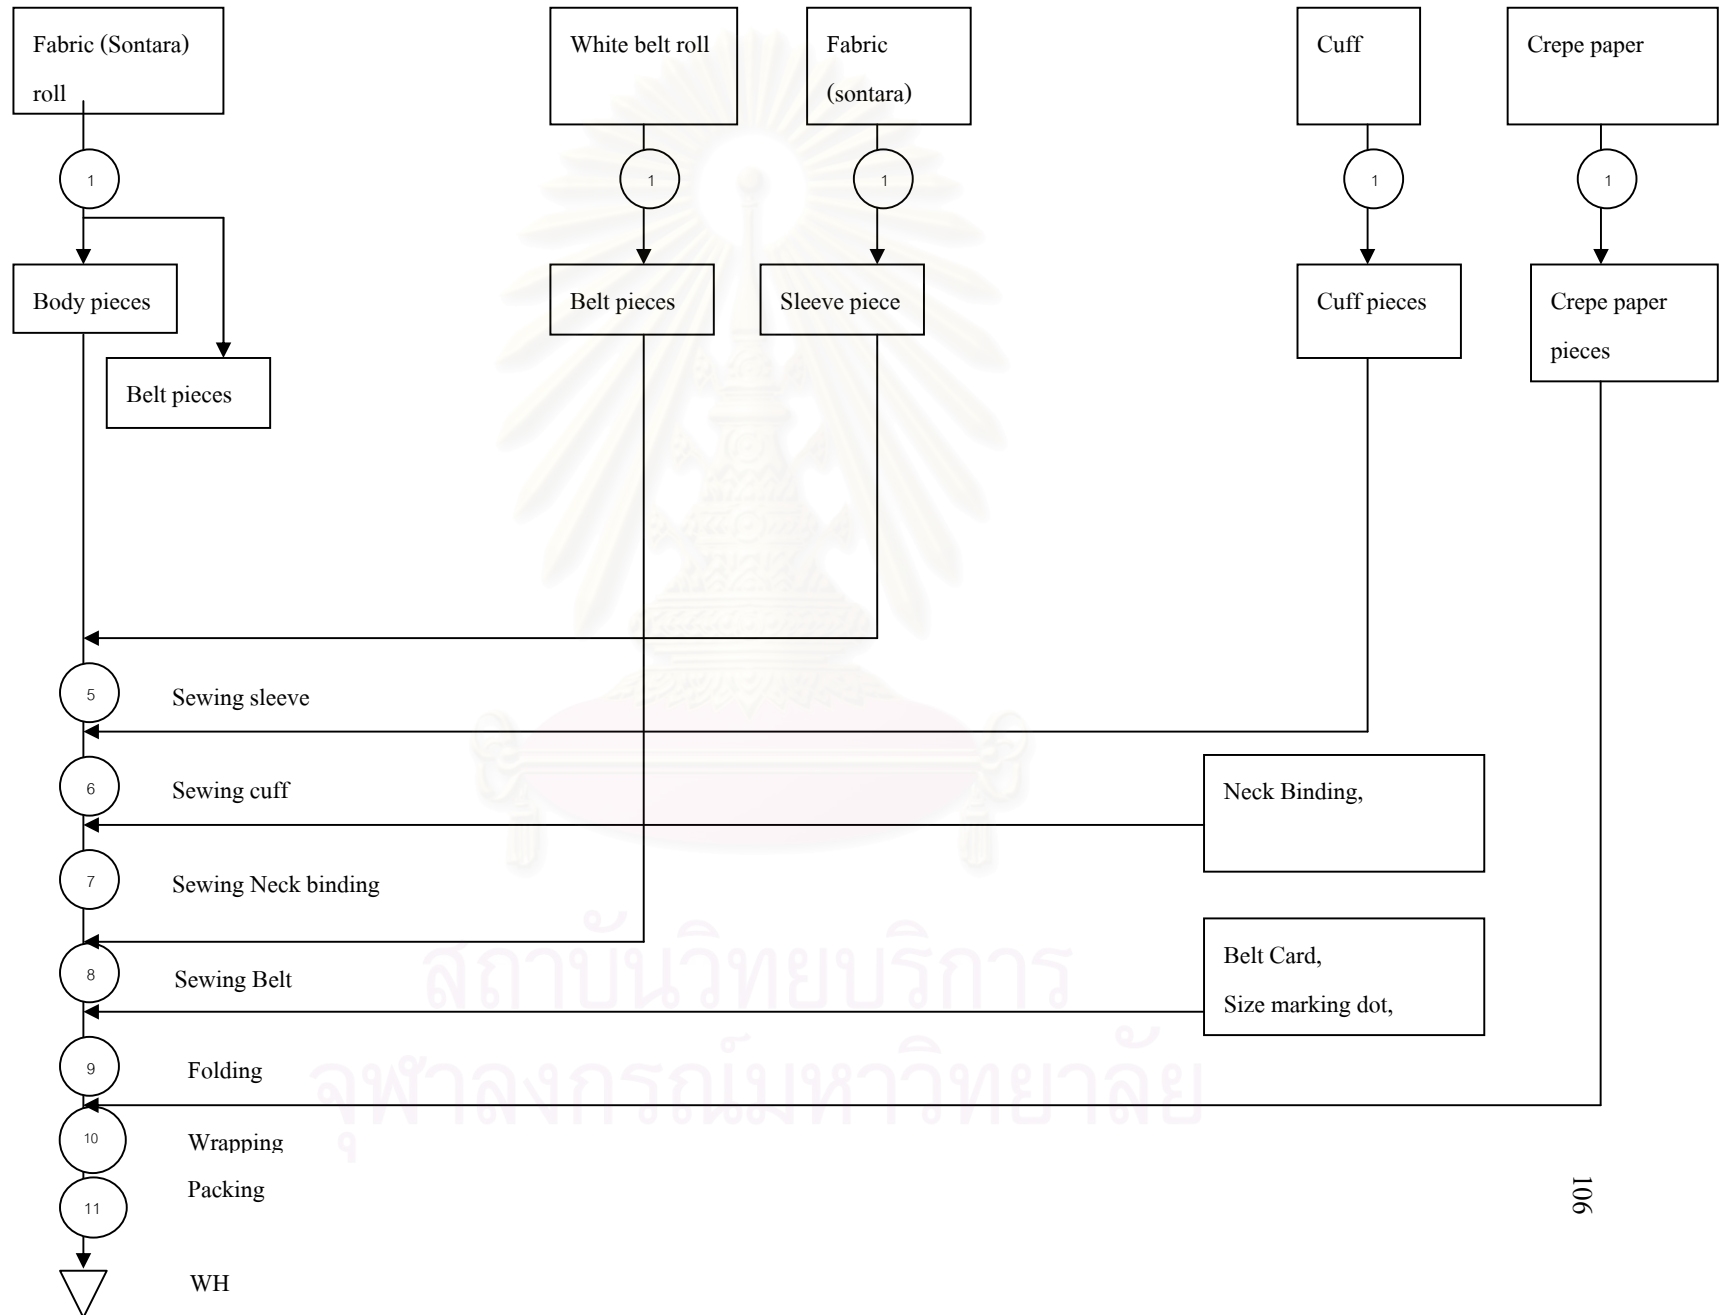 Fabric (Sontara)
roll
White belt roll
Fabric
(sontara)
Cuff
Crepe paper
1
1
1
1
1
Body pieces
Belt pieces
Belt pieces
Sleeve piece
Cuff pieces
Crepe paper
pieces
5
Sewing sleeve
6
Sewing cuff
Neck Binding,
7
Sewing Neck binding
8
Sewing Belt
Belt Card,
Size marking dot,
9
Folding
10
Wrapping
11
Packing
WH
สถาบันวิทยบริการ
จุฬาลงกรณ์มหาวิทยาลัย
106